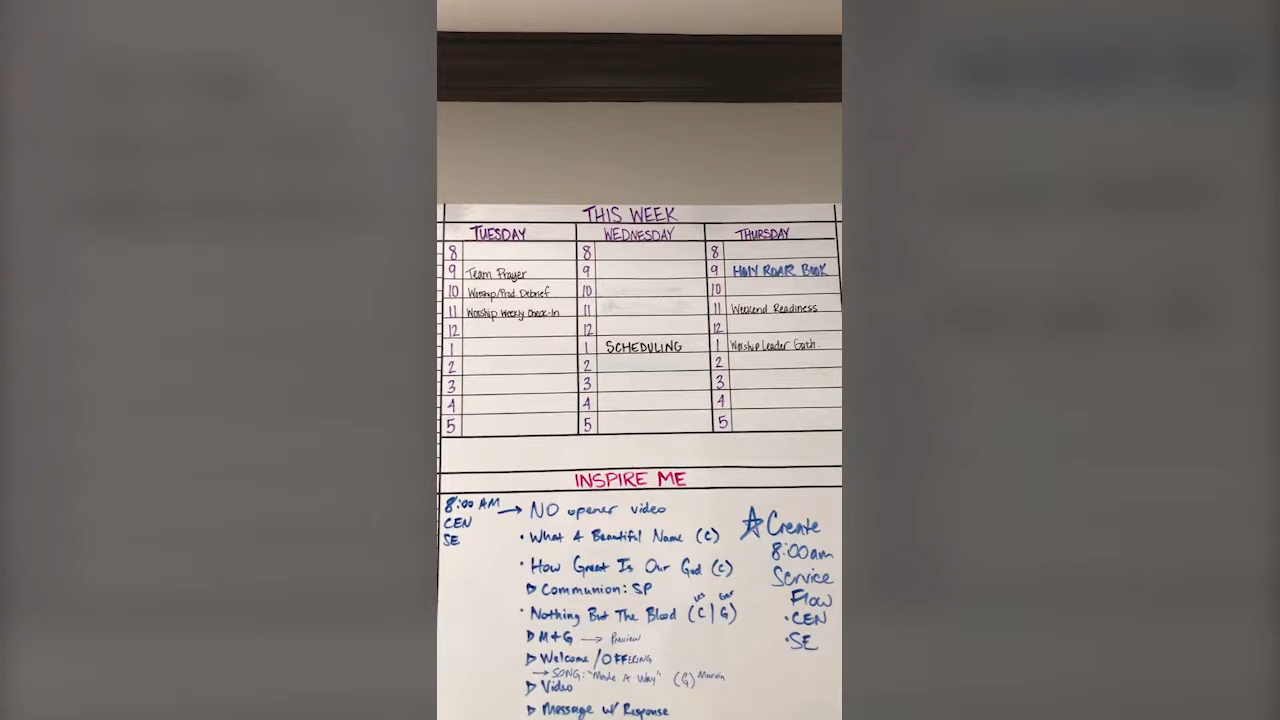 THIS WEEK
TUESDAY WEDNESDAY THURSDAY
8 8 8
9 Team Prayer 9 9 HOLY ROAR BOOK
10 Worship/Prod. Debrief 10 10
11 Worship Weekly Check-In 11 11 Weekend Readiness
12 12 12
1 1 SCHEDULING 1 Worship Leader Gath.
2 2 2
3 3 3
4 4 4
5 5 5
INSPIRE ME
8:00 AM → NO opener video
CEN
SE
• What A Beautiful Name (C)
• How Great Is Our God (C)
▷ Communion: SP
• Nothing But The Blood (C|G)
▷ M+G → Preview
▷ Welcome/OFFERING
→ SONG: "Made A Way" (G) Marvin
▷ Video
▷ Message w/ Response
☆ Create
8:00am
Service
Flow
• CEN
• SE